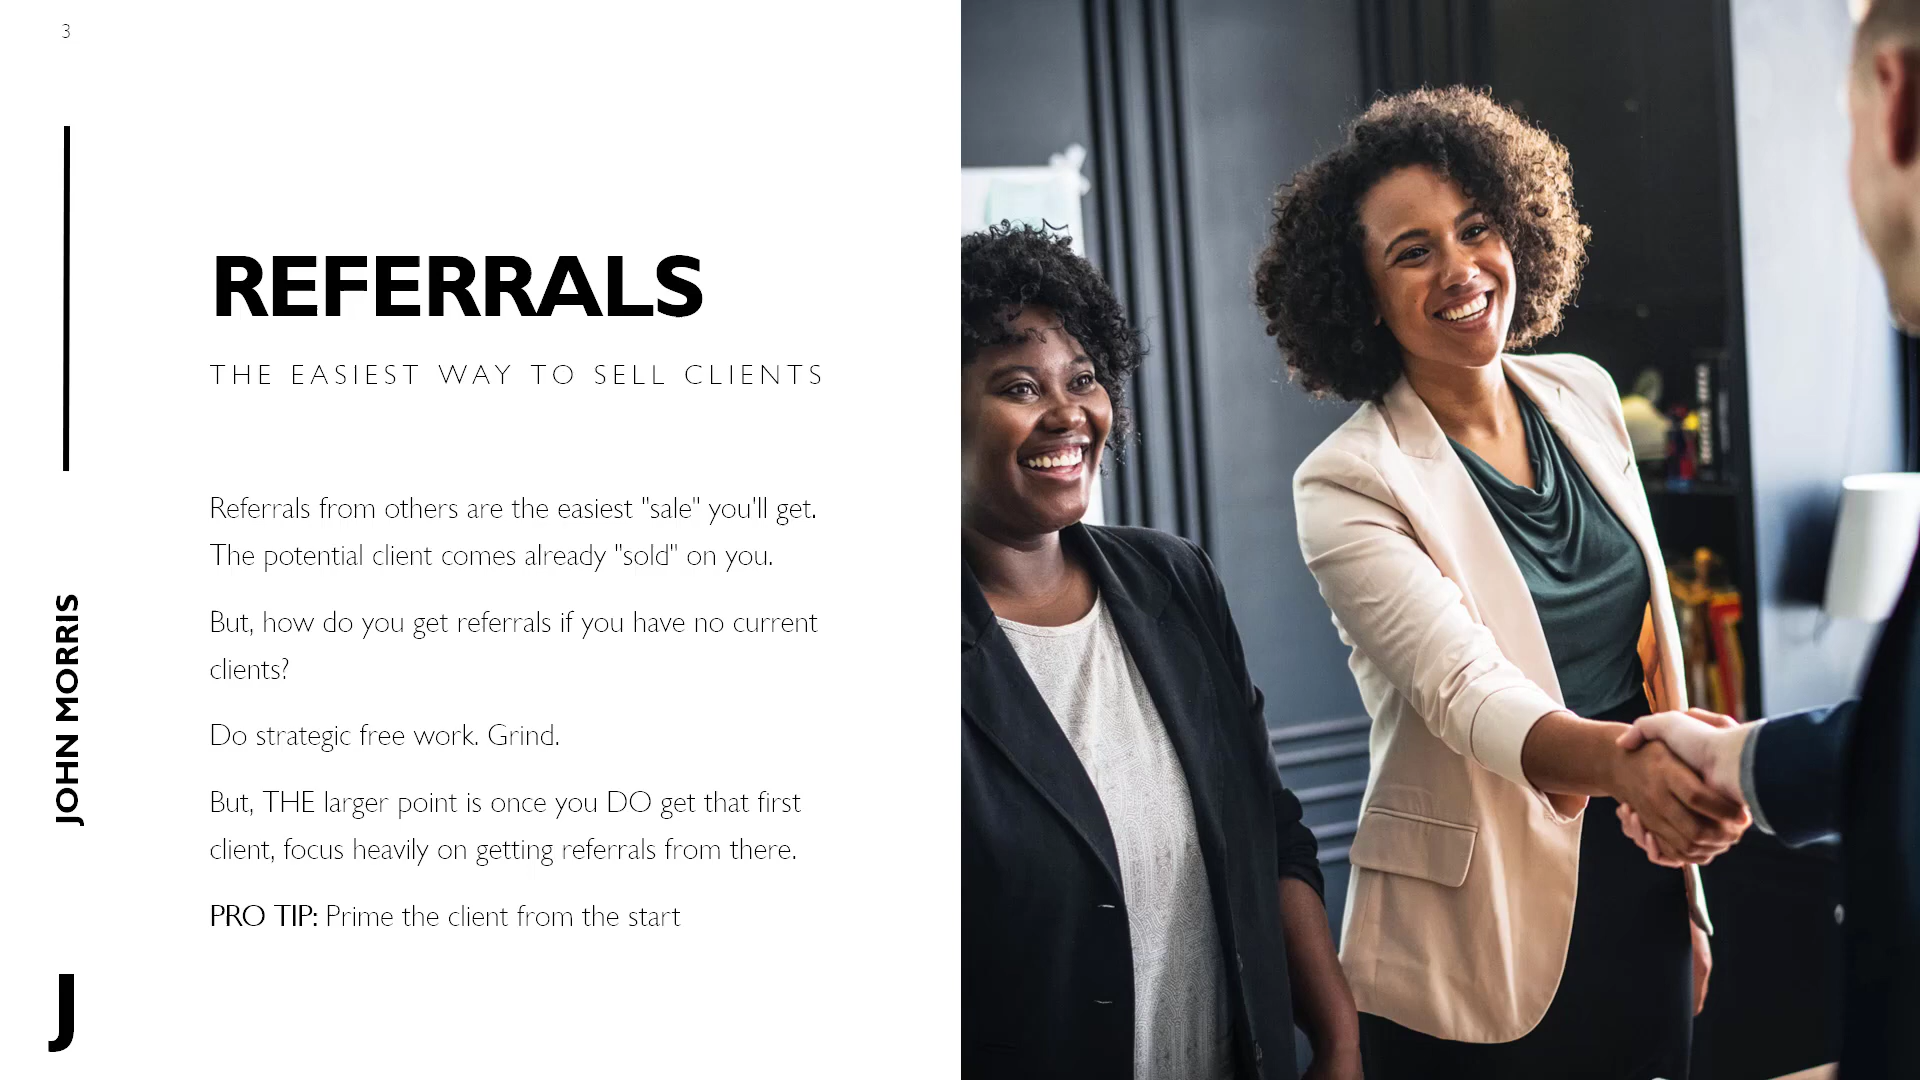 3
REFERRALS
THE EASIEST WAY TO SELL CLIENTS
Referrals from others are the easiest "sale" you'll get.
The potential client comes already "sold" on you.
But, how do you get referrals if you have no current
clients?
Do strategic free work. Grind.
But, THE larger point is once you DO get that first
client, focus heavily on getting referrals from there.
PRO TIP: Prime the client from the start
JOHN MORRIS
J